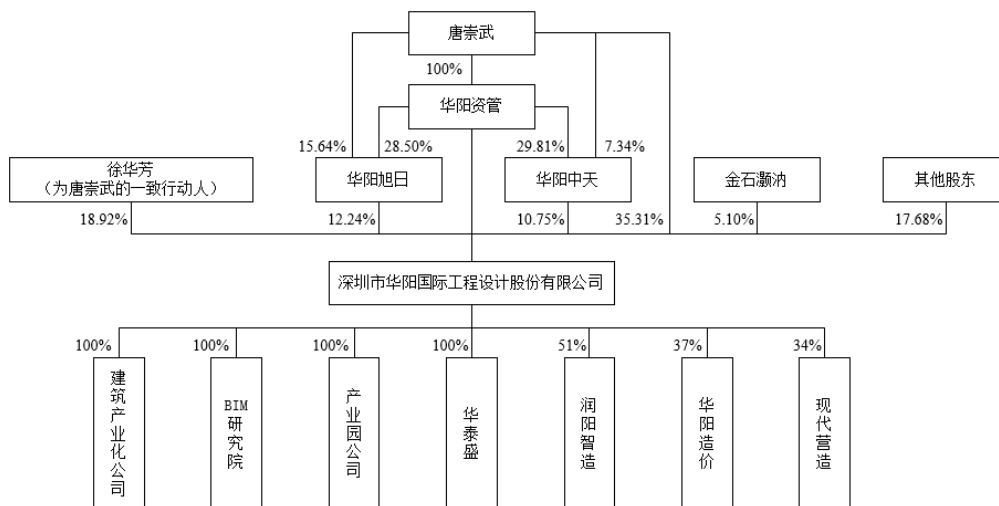 唐崇武
100%
华阳资管
15.64%
28.50%
29.81%
7.34%
徐华芳
（为唐崇武的一致行动人）
华阳旭日
华阳中天
金石灏汭
其他股东
18.92%
12.24%
10.75%
35.31%
5.10%
17.68%
深圳市华阳国际工程设计股份有限公司
100%
100%
100%
100%
51%
37%
34%
建筑产业化公司
BIM
研究院
产业园公司
华泰盛
润阳智造
华阳造价
现代营造